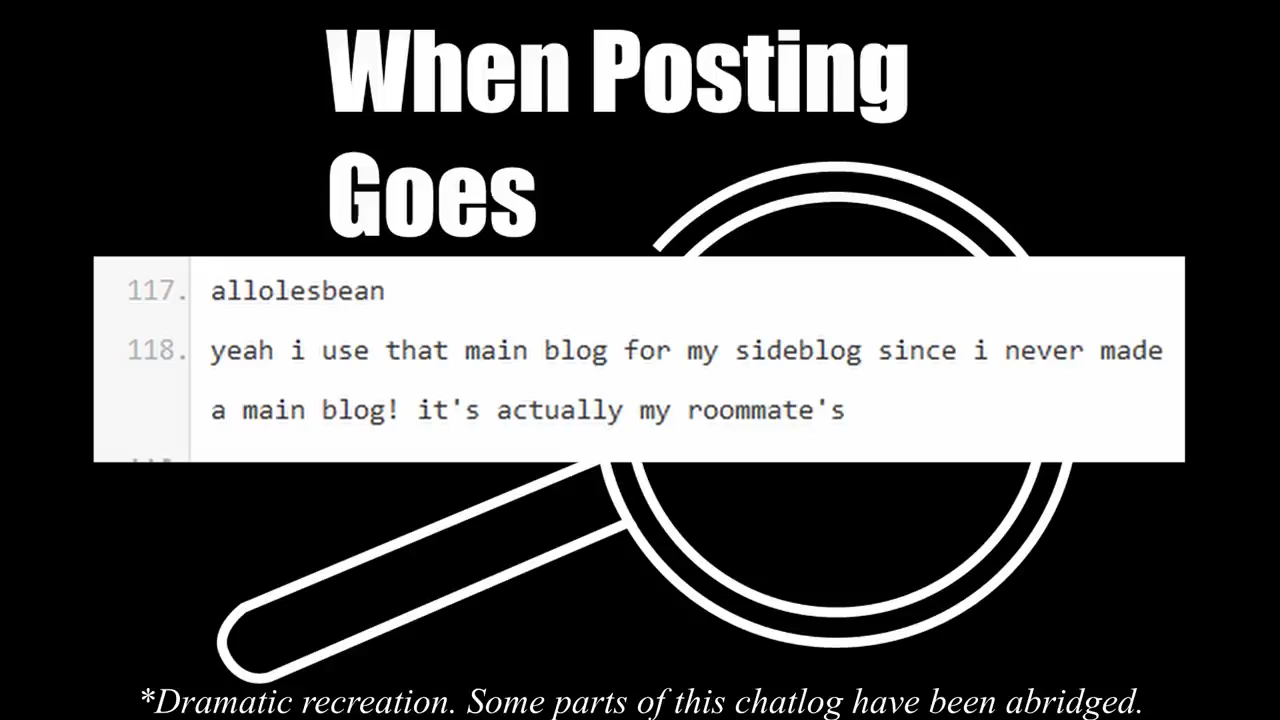 When Posting
Goes
117. allolesbean
118. yeah i use that main blog for my sideblog since i never made
a main blog! it's actually my roommate's
*Dramatic recreation. Some parts of this chatlog have been abridged.